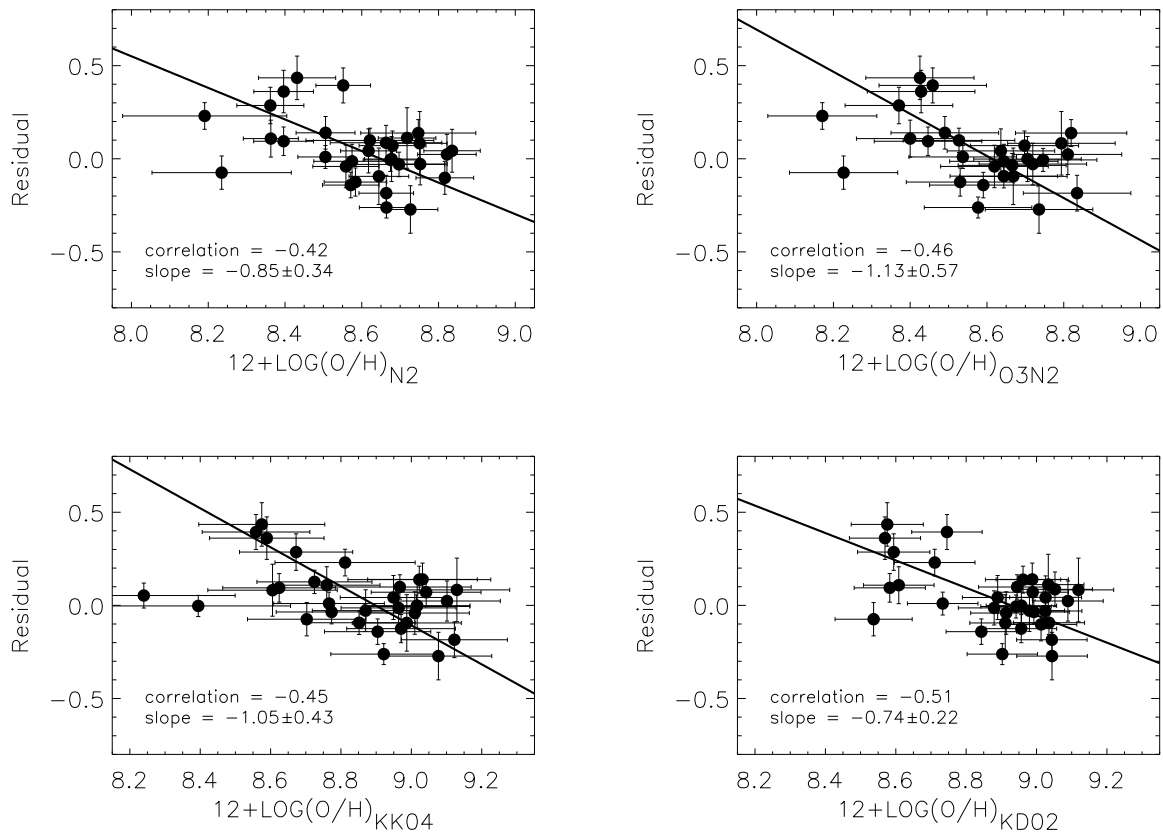 0.5
0.0
−0.5
Residual
correlation = −0.42
slope = −0.85±0.34
8.0 8.2 8.4 8.6 8.8 9.0
12+LOG(O/H)N2
0.5
0.0
−0.5
Residual
correlation = −0.46
slope = −1.13±0.57
8.0 8.2 8.4 8.6 8.8 9.0
12+LOG(O/H)O3N2
0.5
0.0
−0.5
Residual
correlation = −0.45
slope = −1.05±0.43
8.2 8.4 8.6 8.8 9.0 9.2
12+LOG(O/H)KK04
0.5
0.0
−0.5
Residual
correlation = −0.51
slope = −0.74±0.22
8.2 8.4 8.6 8.8 9.0 9.2
12+LOG(O/H)KD02